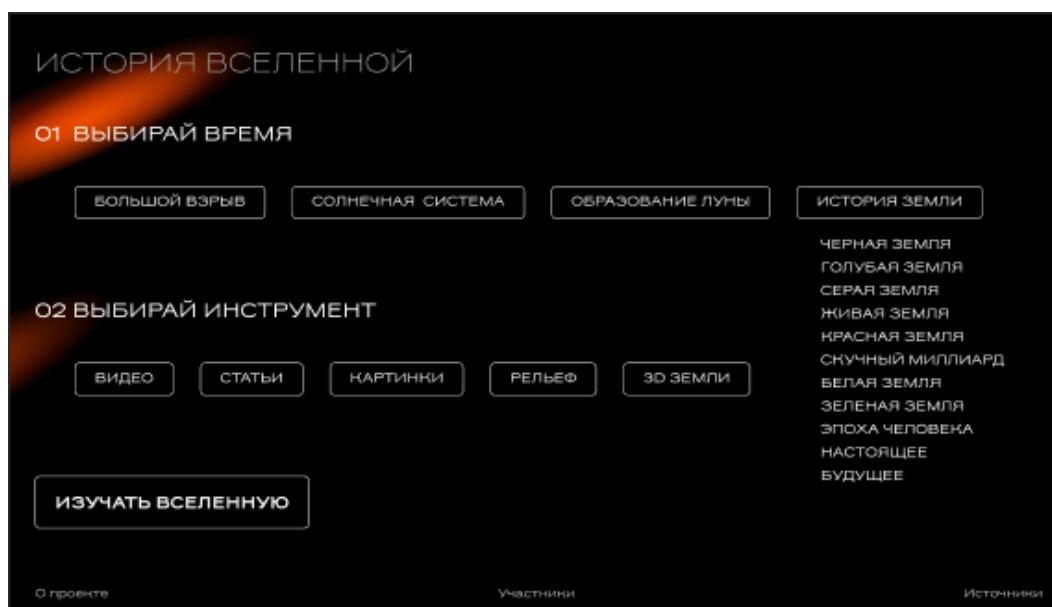 ИСТОРИЯ ВСЕЛЕННОЙ
01 ВЫБИРАЙ ВРЕМЯ
БОЛЬШОЙ ВЗРЫВ
СОЛНЕЧНАЯ СИСТЕМА
ОБРАЗОВАНИЕ ЛУНЫ
ИСТОРИЯ ЗЕМЛИ
ЧЕРНАЯ ЗЕМЛЯ
ГОЛУБАЯ ЗЕМЛЯ
СЕРАЯ ЗЕМЛЯ
ЖИВАЯ ЗЕМЛЯ
КРАСНАЯ ЗЕМЛЯ
СКУЧНЫЙ МИЛЛИАРД
БЕЛАЯ ЗЕМЛЯ
ЗЕЛЕНАЯ ЗЕМЛЯ
ЭПОХА ЧЕЛОВЕКА
НАСТОЯЩЕЕ
БУДУЩЕЕ
02 ВЫБИРАЙ ИНСТРУМЕНТ
ВИДЕО
СТАТЬИ
КАРТИНКИ
РЕЛЬЕФ
3D ЗЕМЛИ
ИЗУЧАТЬ ВСЕЛЕННУЮ
О проекте
Участники
Источники